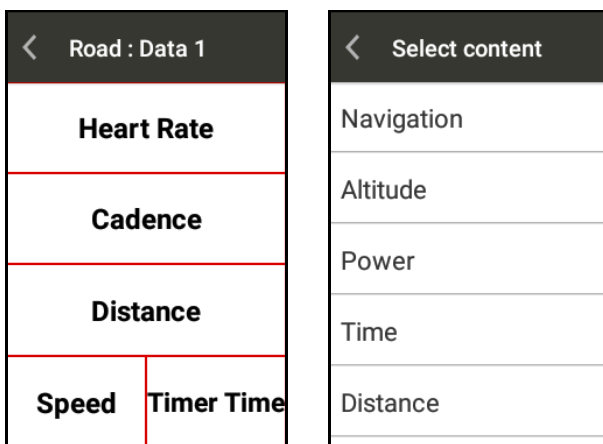 Road : Data 1
Heart Rate
Cadence
Distance
Speed Timer Time
Select content
Navigation
Altitude
Power
Time
Distance